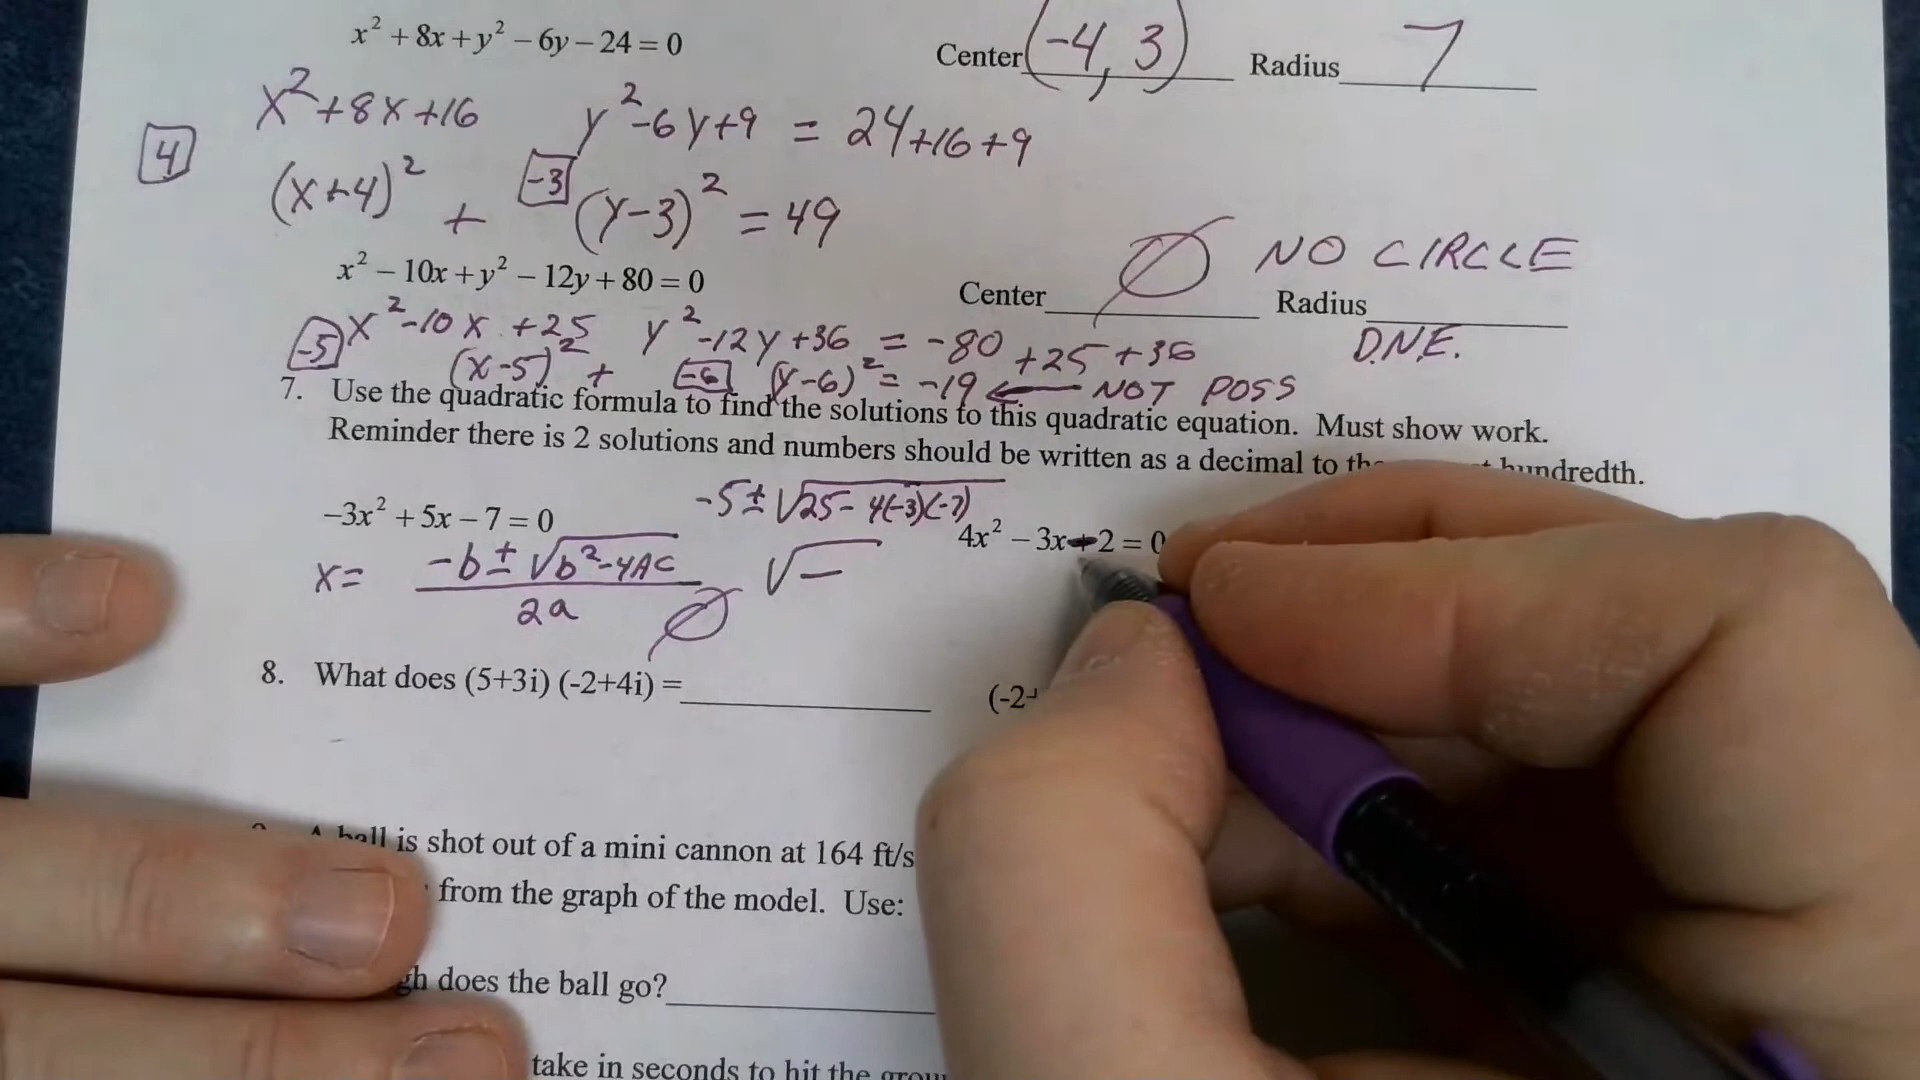 x² + 8x + y² – 6y – 24 = 0
Center (-4, 3) Radius 7
x² +8x +16 y² -6y+9 = 24+16+9
4
(x+4)² + -3 (y-3)² = 49
x² – 10x + y² – 12y + 80 = 0
Center Ø Radius NO CIRCLE
D.N.E.
-5 x² -10x +25 y² -12y +36 = -80 +25 +36
(x-5)² + -6 (y-6)² = -19 ← NOT POSS
7. Use the quadratic formula to find the solutions to this quadratic equation. Must show work.
Reminder there is 2 solutions and numbers should be written as a decimal to hundredth.
-3x² + 5x – 7 = 0
-5 ± √25 - 4(-3)(-7)
4x² – 3x - 2 = 0
x= -b ± √b²-4AC
2a
Ø √-
8. What does (5+3i) (-2+4i) =
(-2
ball is shot out of a mini cannon at 164 ft/s
from the graph of the model. Use:
does the ball go?
take in seconds to hit the